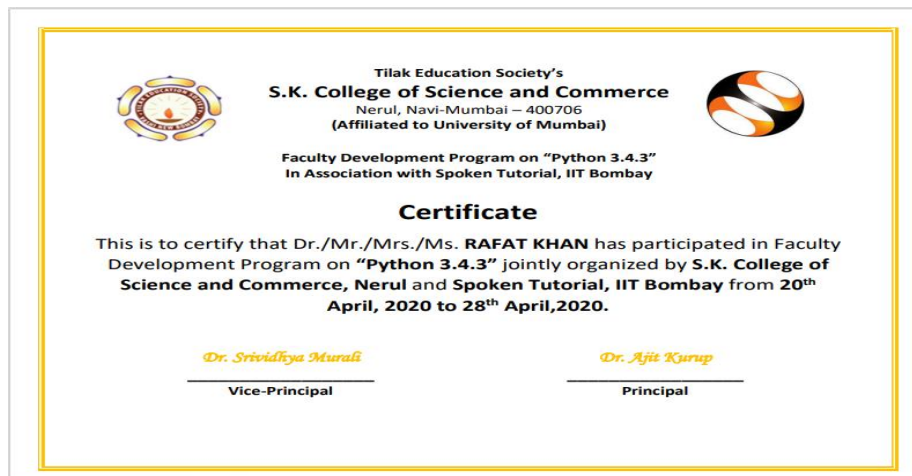 Tilak Education Society's
S.K. College of Science and Commerce
Nerul, Navi-Mumbai – 400706
(Affiliated to University of Mumbai)
Faculty Development Program on “Python 3.4.3”
In Association with Spoken Tutorial, IIT Bombay
Certificate
This is to certify that Dr./Mr./Mrs./Ms. RAFAT KHAN has participated in Faculty
Development Program on “Python 3.4.3” jointly organized by S.K. College of
Science and Commerce, Nerul and Spoken Tutorial, IIT Bombay from 20th
April, 2020 to 28th April,2020.
Dr. Srividhya Murali
Vice-Principal
Dr. Ajit Kurup
Principal